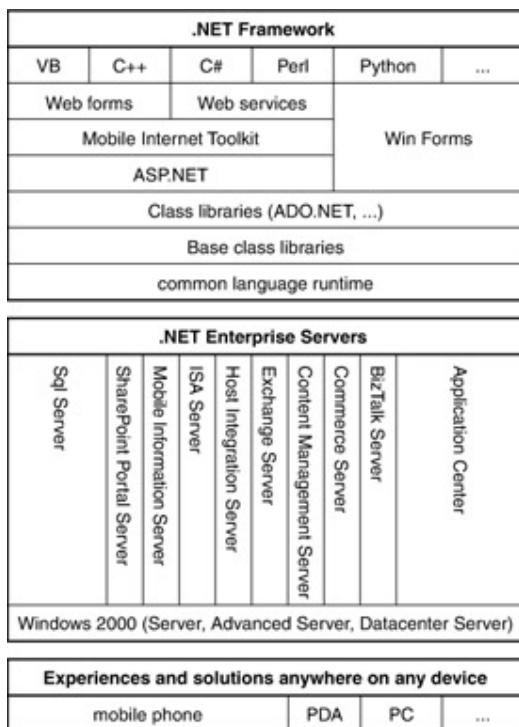 .NET Framework
VB C++ C# Perl Python ...
Web forms Web services
Mobile Internet Toolkit
Win Forms
ASP.NET
Class libraries (ADO.NET, ...)
Base class libraries
common language runtime
.NET Enterprise Servers
Sql Server
SharePoint Portal Server
Mobile Information Server
ISA Server
Host Integration Server
Exchange Server
Content Management Server
Commerce Server
BizTalk Server
Application Center
Windows 2000 (Server, Advanced Server, Datacenter Server)
Experiences and solutions anywhere on any device
mobile phone PDA PC ...